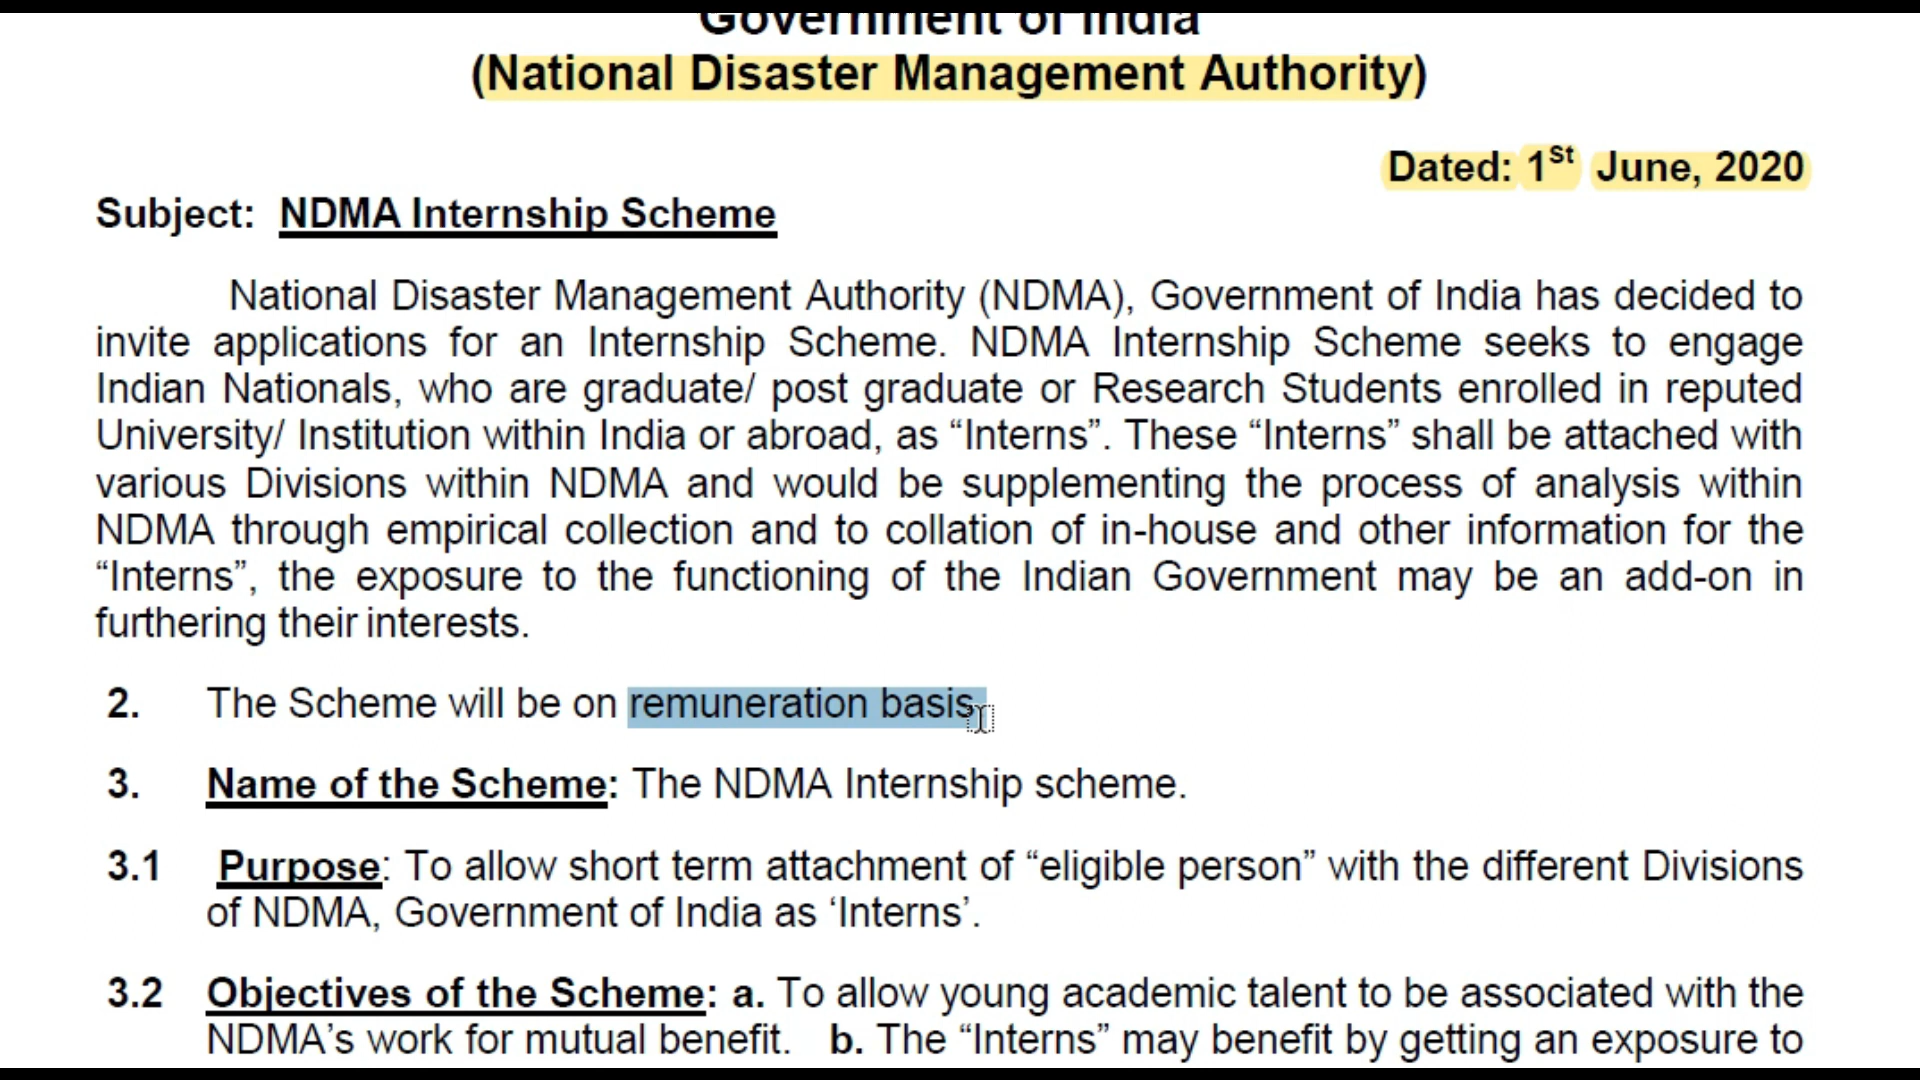 Government of India
(National Disaster Management Authority)
Dated: 1St June, 2020
Subject: NDMA Internship Scheme
National Disaster Management Authority (NDMA), Government of India has decided to
invite applications for an Internship Scheme. NDMA Internship Scheme seeks to engage
Indian Nationals, who are graduate/ post graduate or Research Students enrolled in reputed
University/ Institution within India or abroad, as “Interns”. These “Interns” shall be attached with
various Divisions within NDMA and would be supplementing the process of analysis within
NDMA through empirical collection and to collation of in-house and other information for the
“Interns”, the exposure to the functioning of the Indian Government may be an add-on in
furthering their interests.
2. The Scheme will be on remuneration basis.
3. Name of the Scheme: The NDMA Internship scheme.
3.1 Purpose: To allow short term attachment of “eligible person” with the different Divisions
of NDMA, Government of India as ‘Interns’.
3.2 Objectives of the Scheme: a. To allow young academic talent to be associated with the
NDMA’s work for mutual benefit. b. The “Interns” may benefit by getting an exposure to